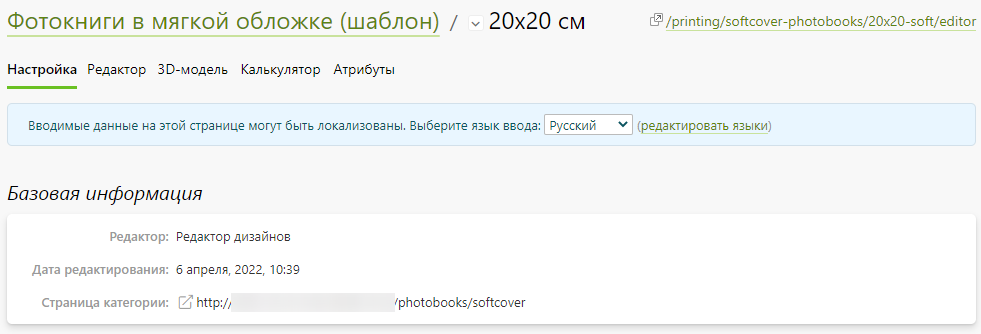 Фотокниги в мягкой обложке (шаблон) / 20x20 см
/printing/softcover-photobooks/20x20-soft/editor
Настройка Редактор 3D-модель Калькулятор Атрибуты
Вводимые данные на этой странице могут быть локализованы. Выберите язык ввода: Русский (редактировать языки)
Базовая информация
Редактор: Редактор дизайнов
Дата редактирования: 6 апреля, 2022, 10:39
Страница категории: http:// /photobooks/softcover